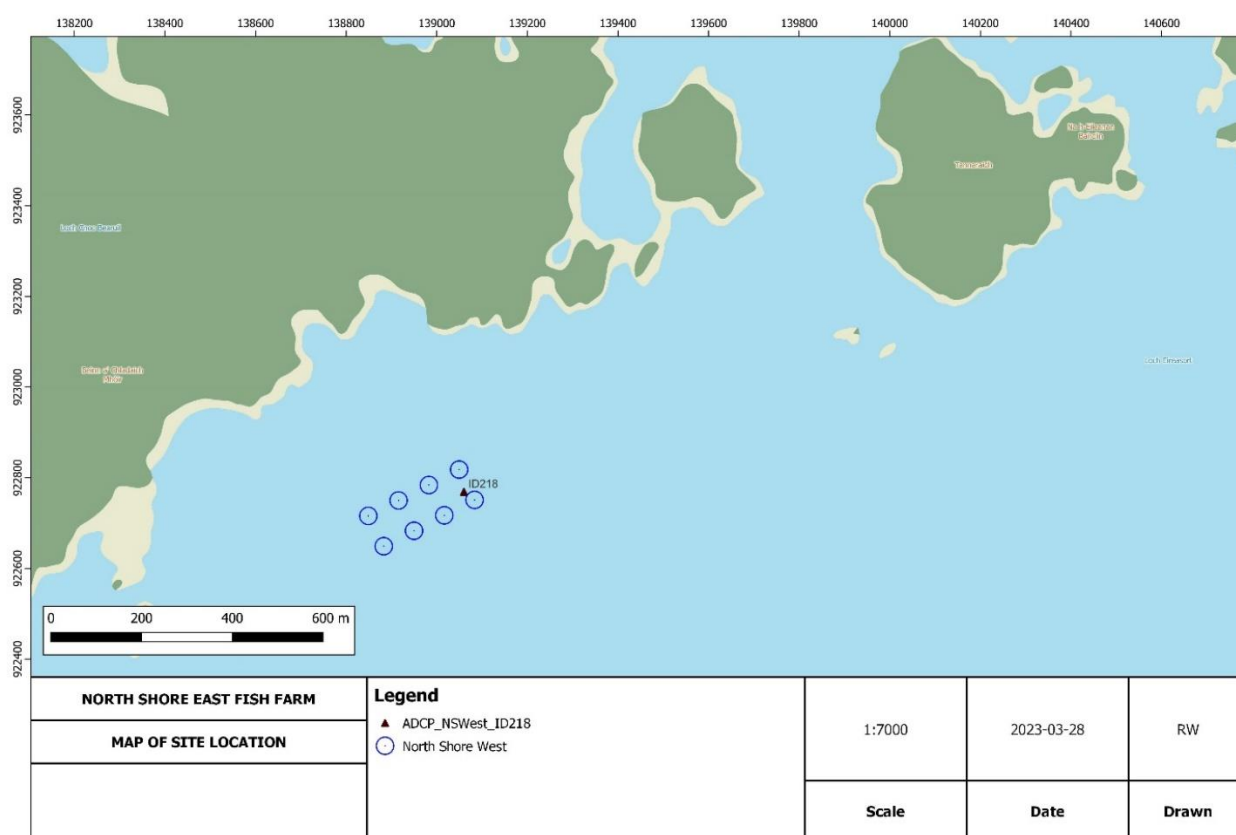 138200 138400 138600 138800 139000 139200 139400 139600 139800 140000 140200 140400 140600
923600
923400
923200
923000
922800
922600
922400
Loch
ID218
0 200 400 600 m
NORTH SHORE EAST FISH FARM
MAP OF SITE LOCATION
Legend
ADCP_NSWest_ID218
North Shore West
1:7000 2023-03-28 RW
Scale Date Drawn